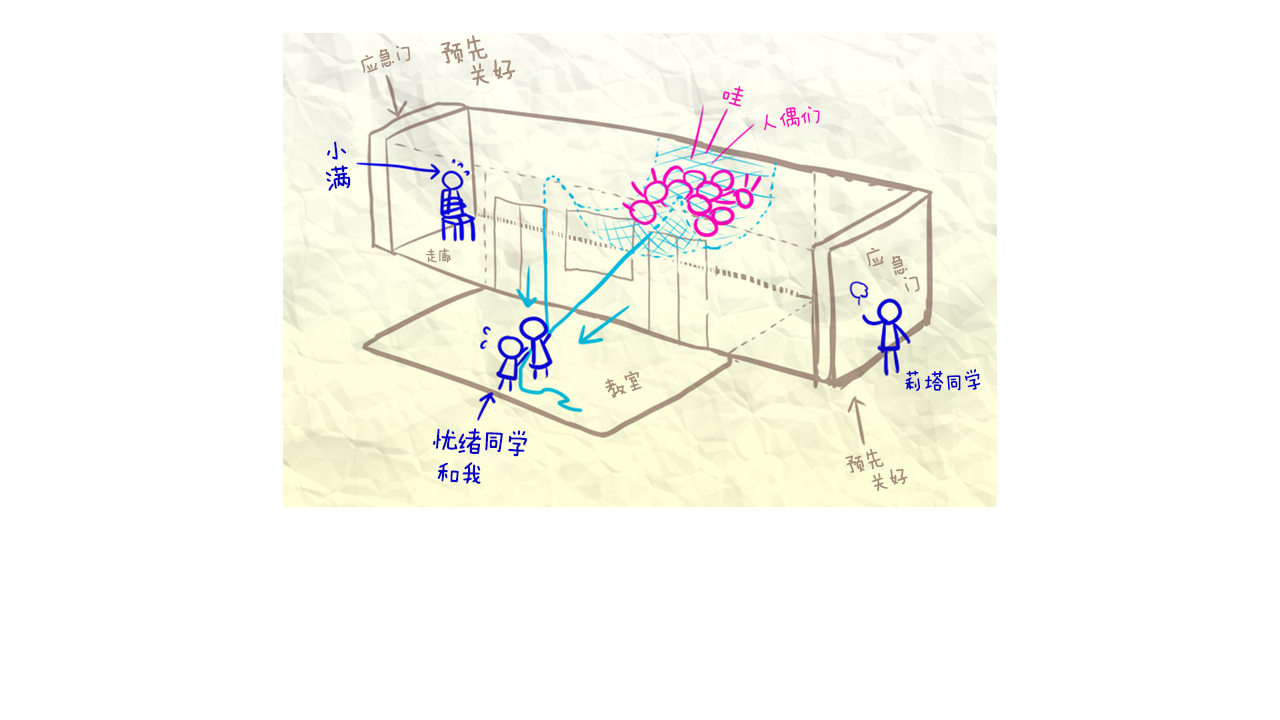 应急门
预先
关好
哇
人偶们
小
满
走廊
应急门
莉塔同学
教室
忧绪同学
和我
预先
关好